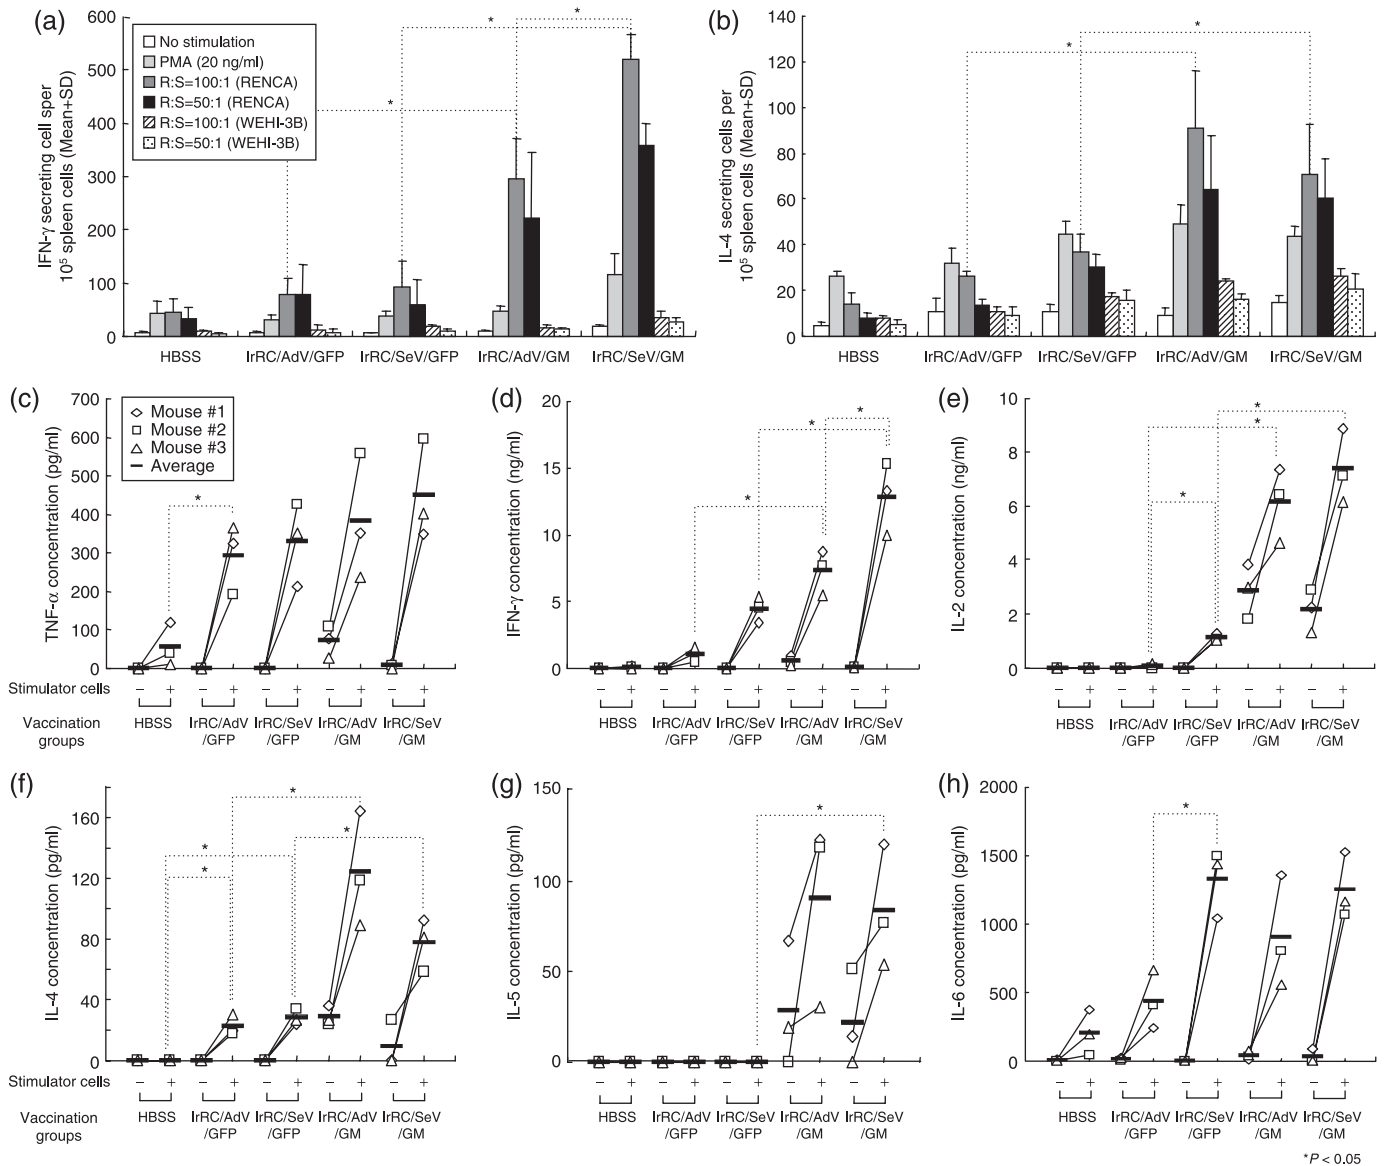 (a)
IFN-γ secreting cell sper
10⁵ spleen cells (Mean+SD)
600
500
400
300
200
100
0
No stimulation
PMA (20 ng/ml)
R:S=100:1 (RENCA)
R:S=50:1 (RENCA)
R:S=100:1 (WEHI-3B)
R:S=50:1 (WEHI-3B)
*
*
*
HBSS IrRC/AdV/GFP IrRC/SeV/GFP IrRC/AdV/GM IrRC/SeV/GM
(b)
IL-4 secreting cells per
10⁵ spleen cells (Mean+SD)
140
120
100
80
60
40
20
0
*
*
HBSS IrRC/AdV/GFP IrRC/SeV/GFP IrRC/AdV/GM IrRC/SeV/GM
(c)
TNF-α concentration (pg/ml)
700
600
500
400
300
200
100
0
Mouse #1
Mouse #2
Mouse #3
Average
*
Stimulator cells – + – + – + – + – +
Vaccination
groups
HBSS IrRC/AdV IrRC/SeV IrRC/AdV IrRC/SeV
/GFP /GFP /GM /GM
(d)
IFN-γ concentration (ng/ml)
20
15
10
5
0
*
*
*
– + – + – + – + – +
HBSS IrRC/AdV IrRC/SeV IrRC/AdV IrRC/SeV
/GFP /GFP /GM /GM
(e)
IL-2 concentration (ng/ml)
10
8
6
4
2
0
*
*
*
– + – + – + – + – +
HBSS IrRC/AdV IrRC/SeV IrRC/AdV IrRC/SeV
/GFP /GFP /GM /GM
(f)
IL-4 concentration (pg/ml)
160
120
80
40
0
*
*
*
*
Stimulator cells – + – + – + – + – +
Vaccination
groups
HBSS IrRC/AdV IrRC/SeV IrRC/AdV IrRC/SeV
/GFP /GFP /GM /GM
(g)
IL-5 concentration (pg/ml)
150
100
50
0
*
– + – + – + – + – +
HBSS IrRC/AdV IrRC/SeV IrRC/AdV IrRC/SeV
/GFP /GFP /GM /GM
(h)
IL-6 concentration (pg/ml)
2000
1500
1000
500
0
*
– + – + – + – + – +
HBSS IrRC/AdV IrRC/SeV IrRC/AdV IrRC/SeV
/GFP /GFP /GM /GM
*P < 0.05